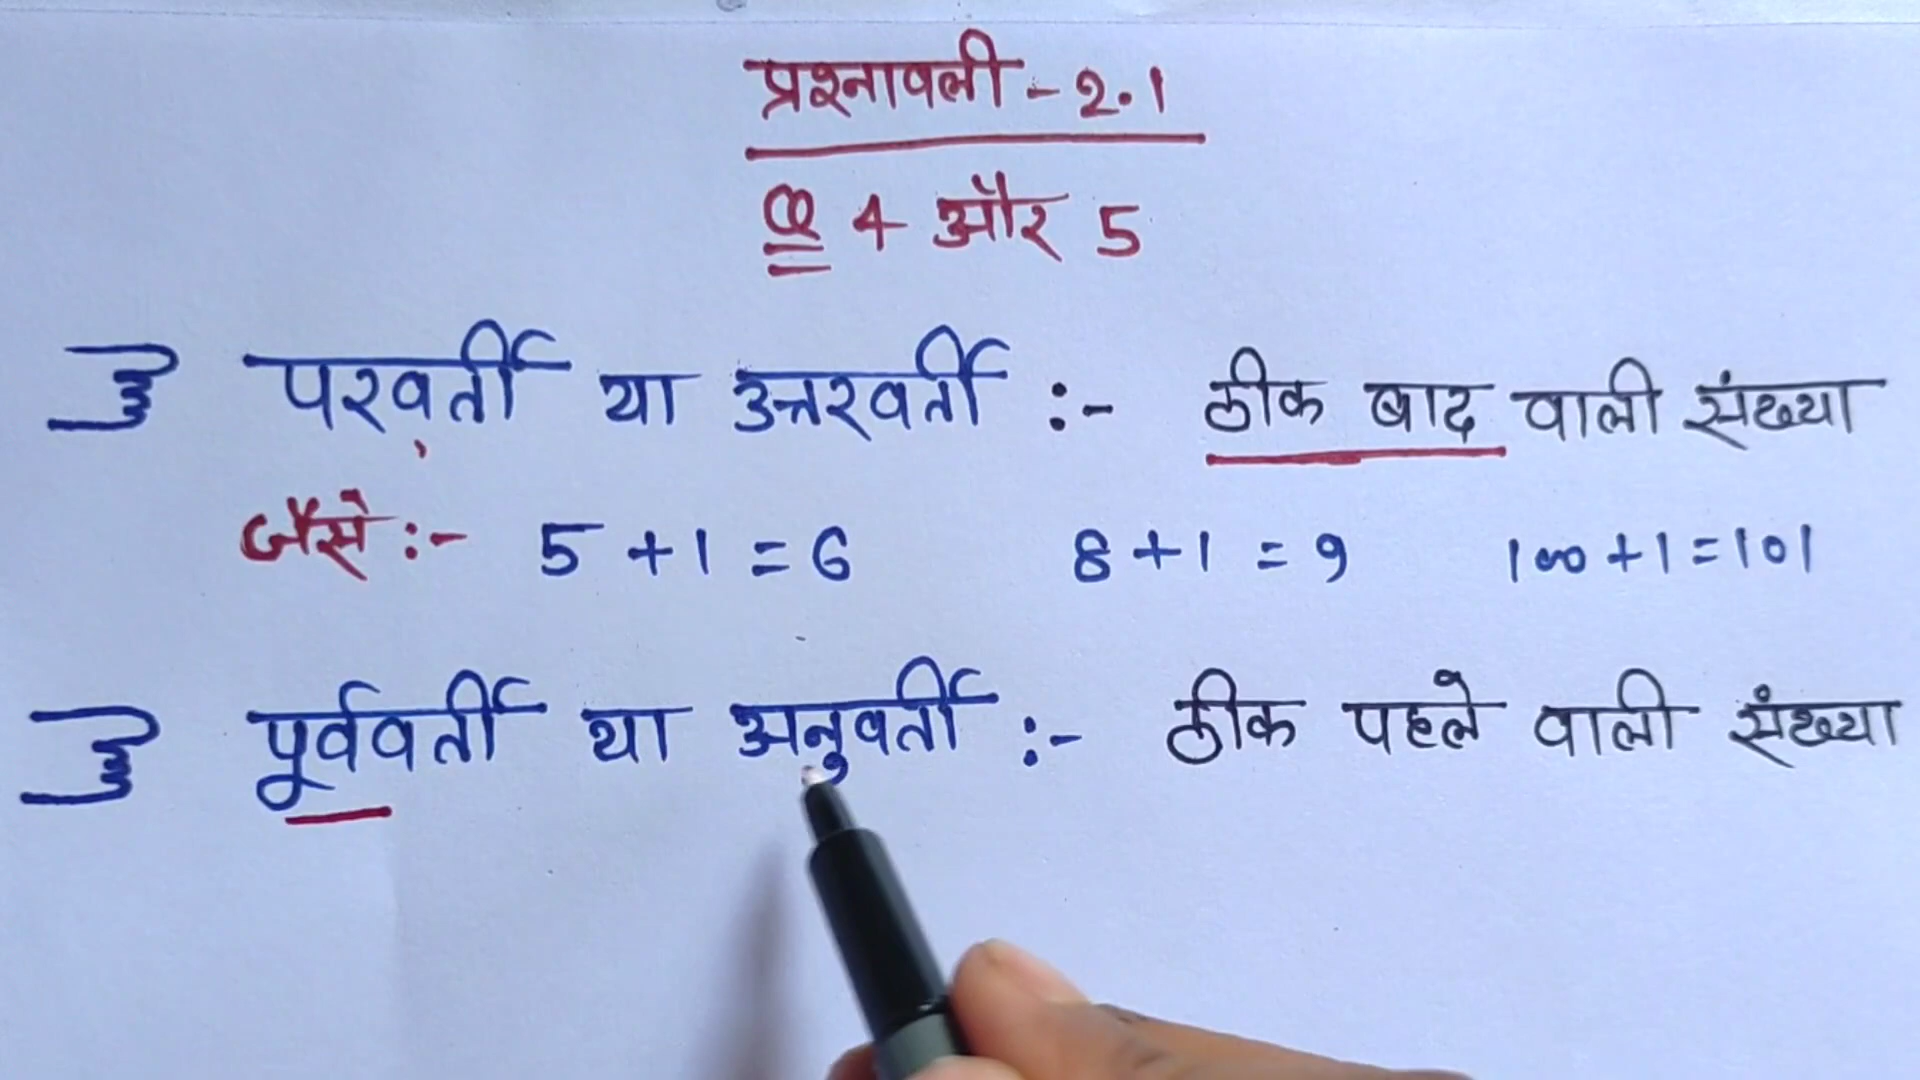 प्रश्नावली - 2.1
Q 4 और 5
परवर्ती या उत्तरवर्ती :- ठीक बाद वाली संख्या
जैसे :- 5 + 1 = 6 8 + 1 = 9 100 + 1 = 101
पूर्ववर्ती या अनुवर्ती :- ठीक पहले वाली संख्या